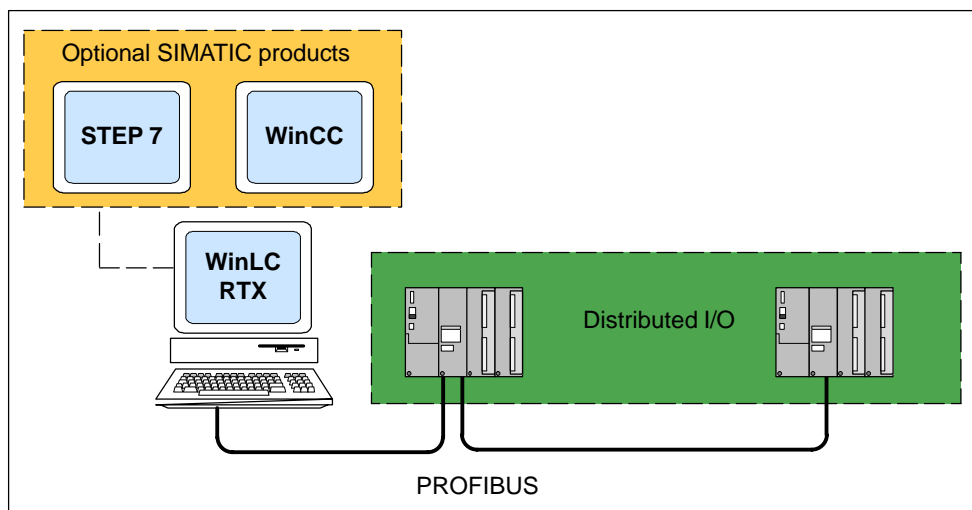 Optional SIMATIC products
STEP 7
WinCC
WinLC
RTX
Distributed I/O
PROFIBUS